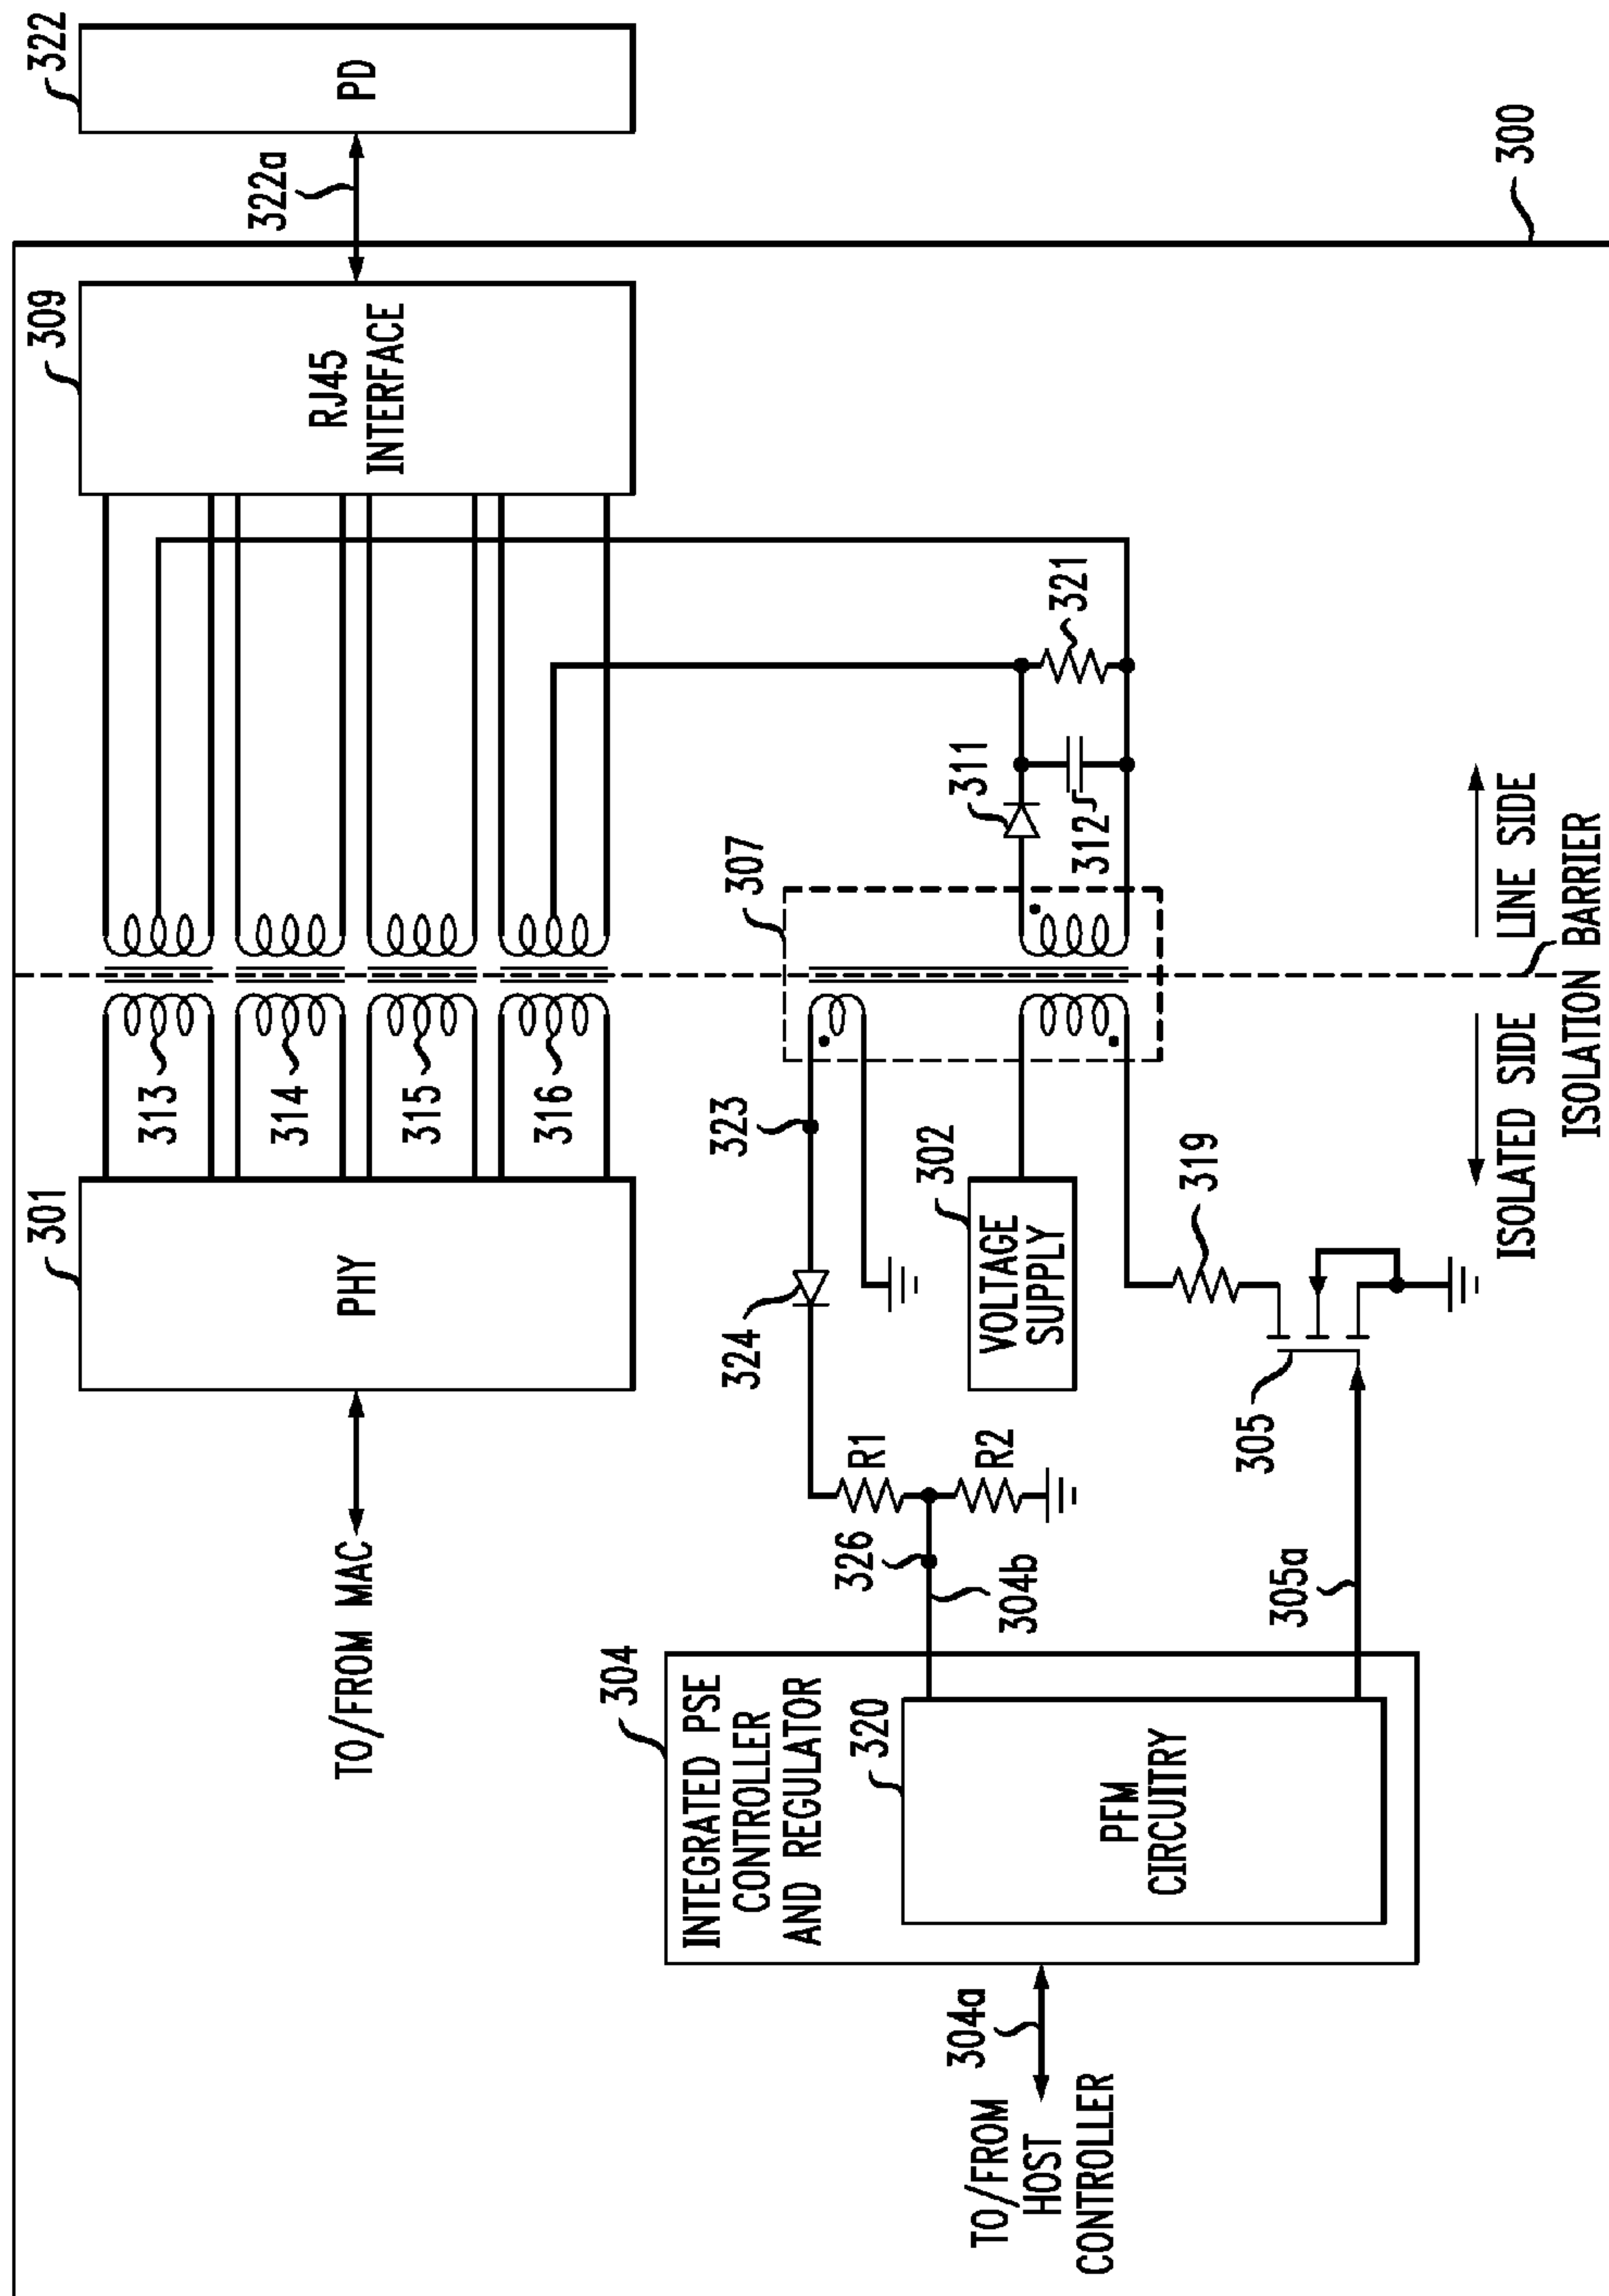 301
PHY
TO/FROM MAC
313
314
315
316
309
RJ45
INTERFACE
322
PD
322a
300
304
INTEGRATED PSE
CONTROLLER
AND REGULATOR
320
PFM
CIRCUITRY
304a
TO/FROM
HOST
CONTROLLER
326
304b
R1
R2
324
323
302
VOLTAGE
SUPPLY
307
311
312
321
319
305
305a
ISOLATED SIDE
LINE SIDE
ISOLATION BARRIER